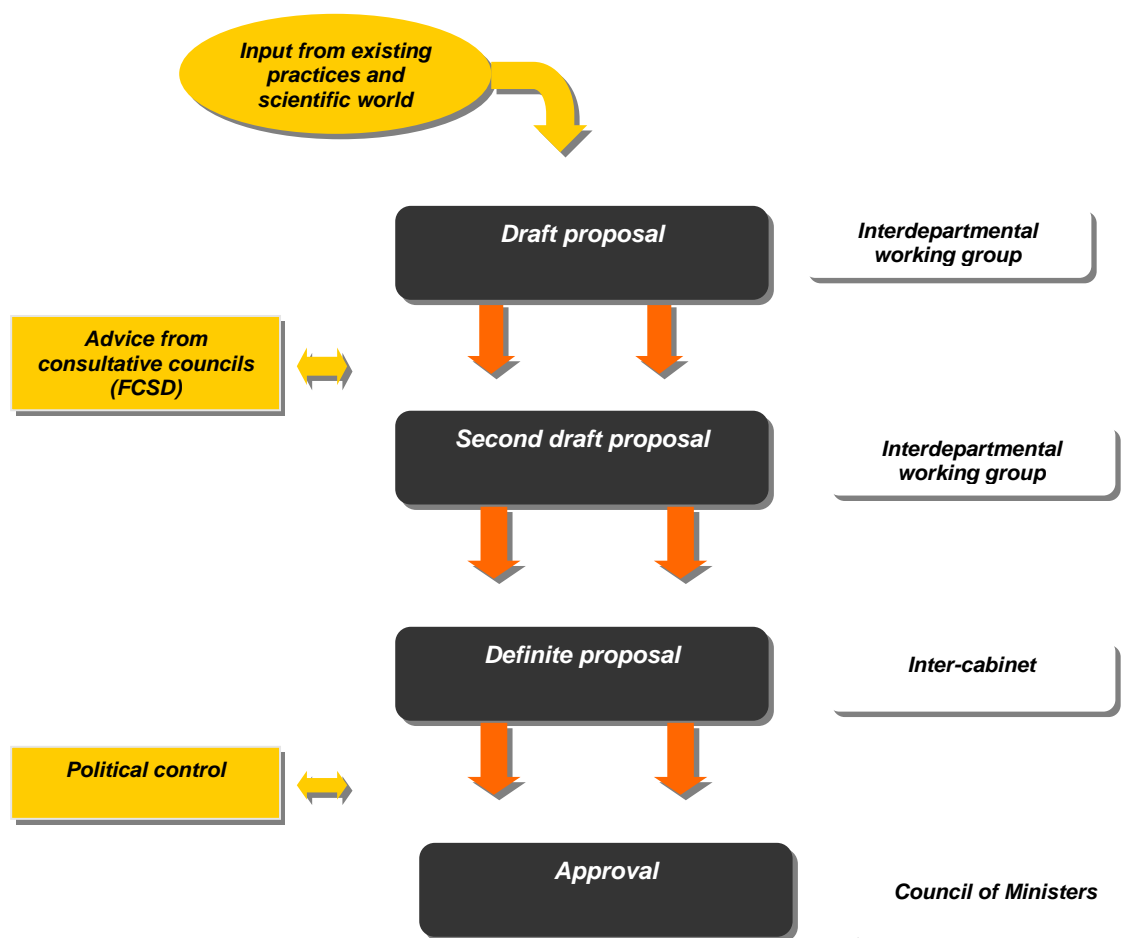 Input from existing
practices and
scientific world
Draft proposal
Interdepartmental
working group
Advice from
consultative councils
(FCSD)
Second draft proposal
Interdepartmental
working group
Definite proposal
Inter-cabinet
Political control
Approval
Council of Ministers